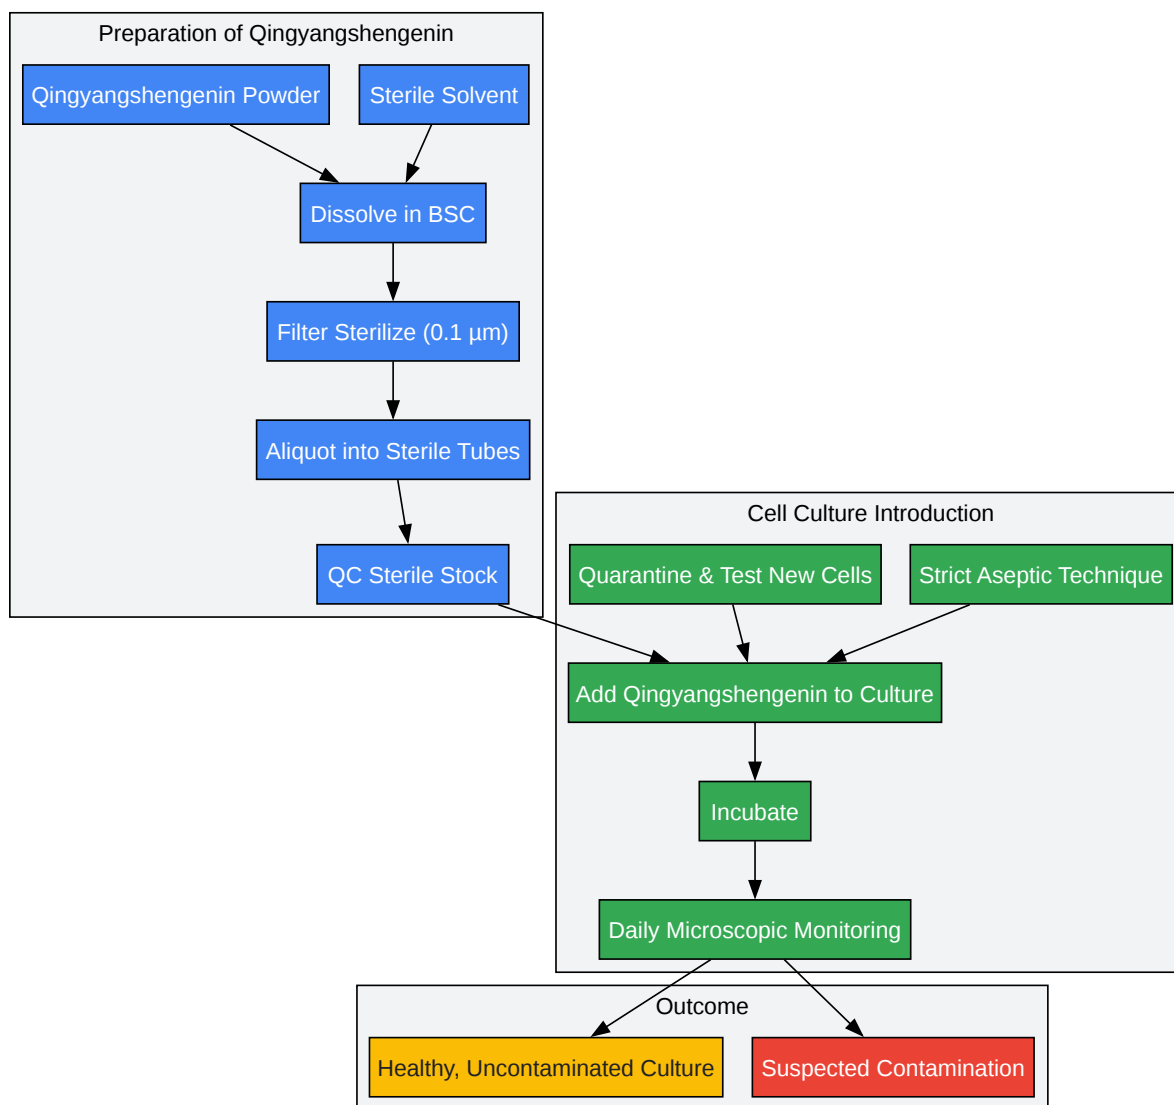 Preparation of Qingyangshengenin
Qingyangshengenin Powder
Sterile Solvent
Dissolve in BSC
Filter Sterilize (0.1 µm)
Aliquot into Sterile Tubes
QC Sterile Stock
Cell Culture Introduction
Quarantine & Test New Cells
Strict Aseptic Technique
Add Qingyangshengenin to Culture
Incubate
Daily Microscopic Monitoring
Outcome
Healthy, Uncontaminated Culture
Suspected Contamination